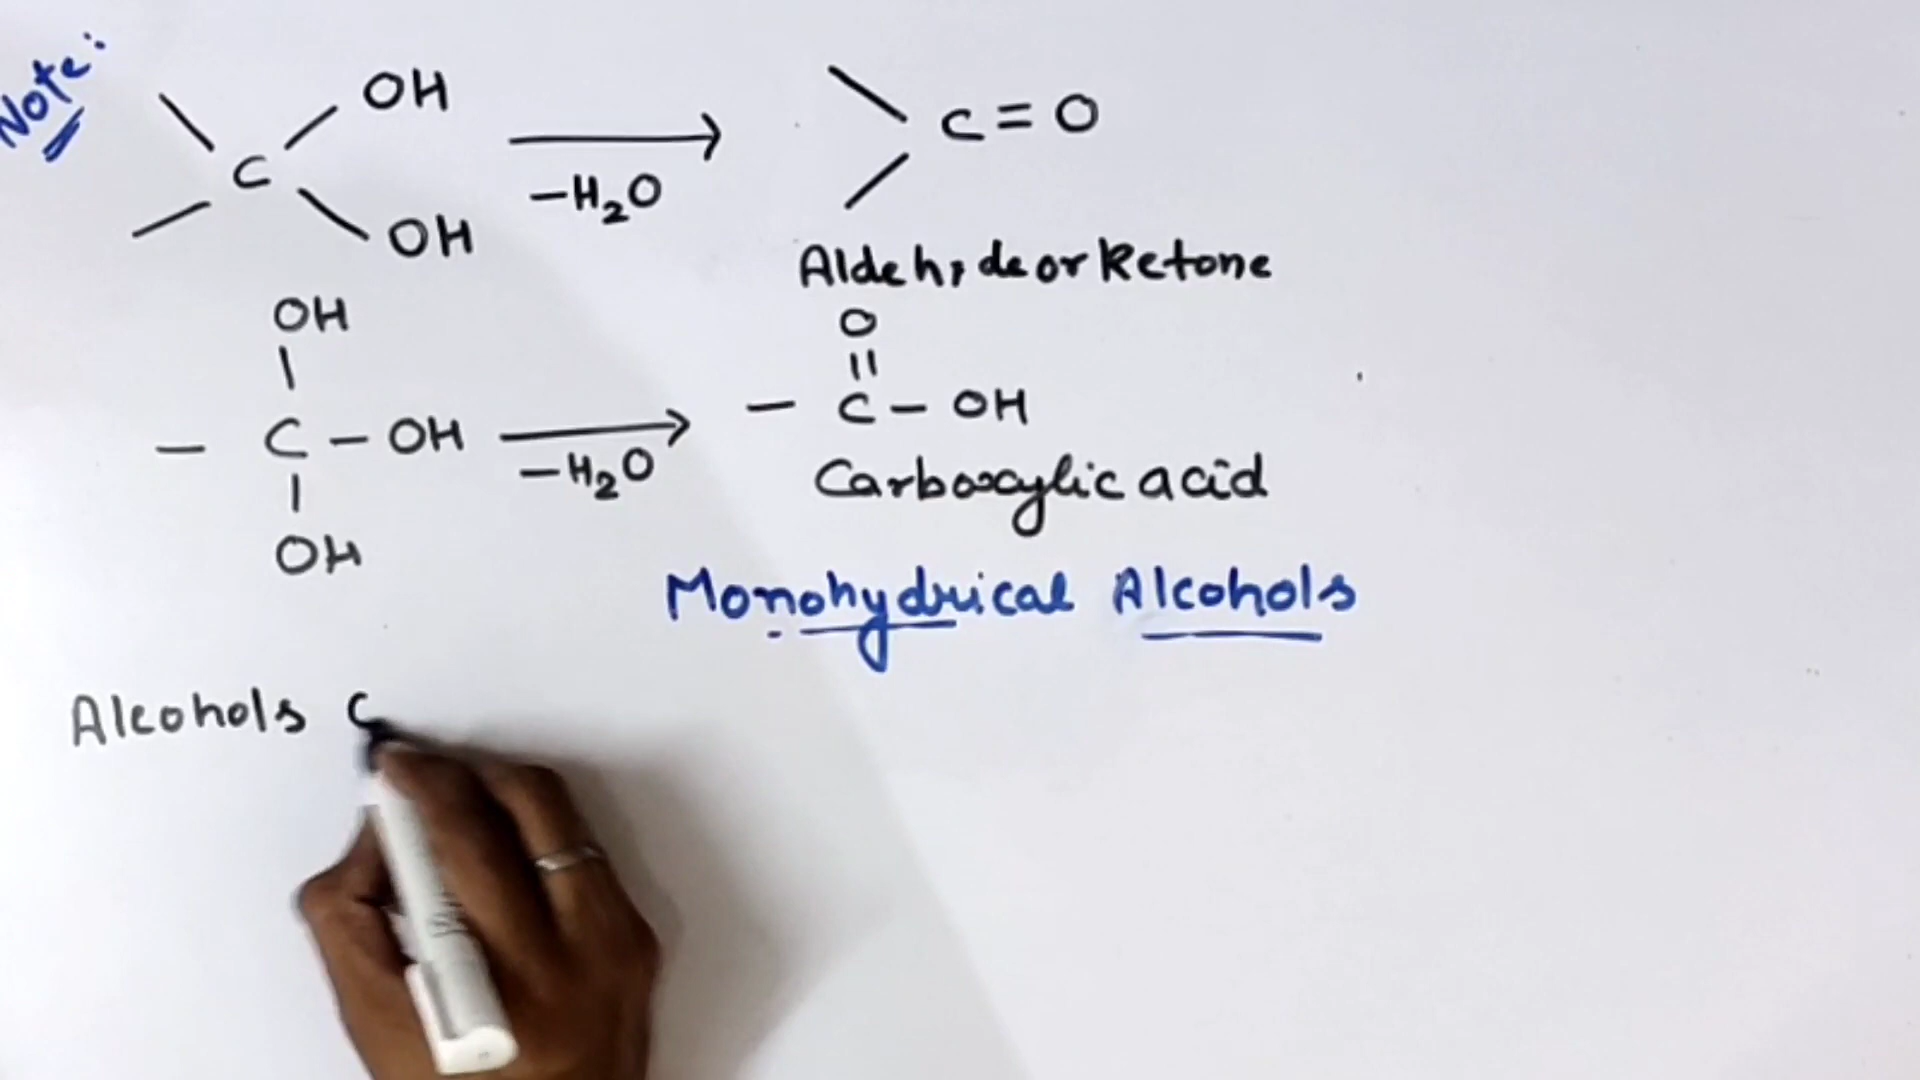 Note:
OH
C
OH
−H2O
C = O
Aldehyde or Ketone
OH
|
— C — OH
|
OH
−H2O
O
||
— C — OH
Carboxylic acid
Monohydrical Alcohols
Alcohols C